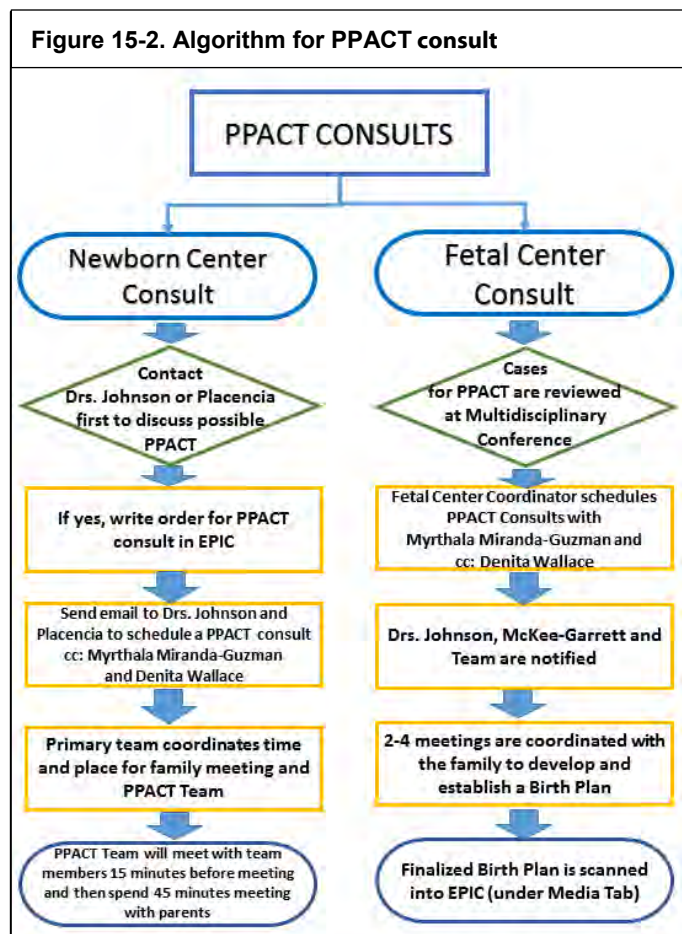 Figure 15-2. Algorithm for PPACT consult
PPACT CONSULTS
Newborn Center
Consult
Contact
Drs. Johnson or Placencia
first to discuss possible
PPACT
If yes, write order for PPACT
consult in EPIC
Send email to Drs. Johnson and
Placencia to schedule a PPACT consult
cc: Myrthala Miranda-Guzman
and Denita Wallace
Primary team coordinates time
and place for family meeting and
PPACT Team
PPACT Team will meet with team
members 15 minutes before meeting
and then spend 45 minutes meeting
with parents
Fetal Center
Consult
Cases
for PPACT are reviewed
at Multidisciplinary
Conference
Fetal Center Coordinator schedules
PPACT Consults with
Myrthala Miranda-Guzman and
cc: Denita Wallace
Drs. Johnson, McKee-Garrett and
Team are notified
2-4 meetings are coordinated with
the family to develop and
establish a Birth Plan
Finalized Birth Plan is scanned
into EPIC (under Media Tab)